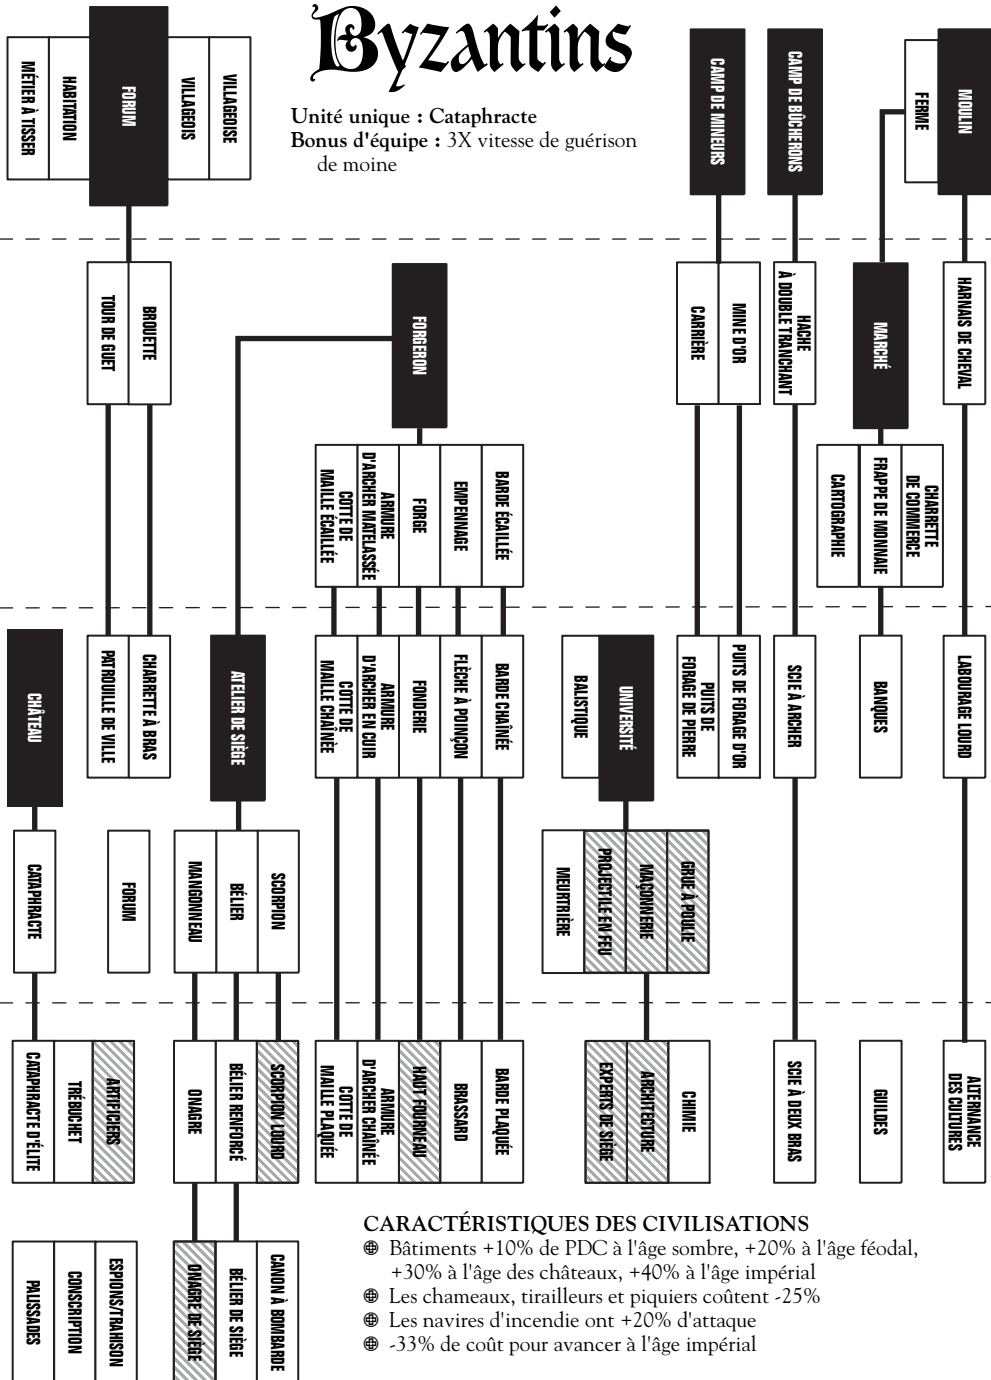 Byzantins
Unité unique : Cataphracte
Bonus d'équipe : 3X vitesse de guérison
de moine
MÉTIER À TISSER
HABITATION
FORUM
VILLAGEOIS
VILLAGEOISE
CAMP DE MINEURS
CAMP DE BÛCHERONS
FERME
MOULIN
TOUR DE GUET
BROUETTE
FORGERON
CARRIÈRE
MINE D'OR
HACHE
À DOUBLE TRANCHANT
MARCHÉ
HARNAIS DE CHEVAL
COTTE DE
MAILLE ÉCAILLÉE
ARMURE
D'ARCHER MATELASSÉE
FORGE
EMPENNAGE
BARDE ÉCAILLÉE
CARTOGRAPHIE
FRAPPE DE MONNAIE
CHARRETTE
DE COMMERCE
CHÂTEAU
PATROUILLE DE VILLE
CHARRETTE À BRAS
ATELIER DE SIÈGE
COTTE DE
MAILLE CHAÎNÈE
ARMURE
D'ARCHER EN CUIR
FONDERIE
FLÈCHE À POINÇON
BARDE CHAÎNÉE
BALISTIQUE
UNIVERSITÉ
PUITS DE
FORAGE DE PIERRE
PUITS DE FORAGE D'OR
SCIE À ARCHER
BANQUES
LABOURAGE LOURD
CATAPHRACTE
FORUM
MANGONNEAU
BÉLIER
SCORPION
MEURTRIÈRE
PROJECTILE EN FEU
MAÇONNERIE
GRUE À POULIE
CATAPHRACTE D'ÉLITE
TRÉBUCHET
ARTIFICIERS
ONAGRE
BÉLIER RENFORCÉ
SCORPION LOURD
COTTE DE
MAILLE PLAQUÉE
ARMURE
D'ARCHER CHAÎNÉE
HAUT FOURNEAU
BRASSARD
BARDE PLAQUÉE
EXPERTS DE SIÈGE
ARCHITECTURE
CHIMIE
SCIE À DEUX BRAS
GUILDES
ALTERNANCE
DES CULTURES
PALISSADES
CONSCRIPTION
ESPIONS/TRAHISON
ONAGRE DE SIÈGE
BÉLIER DE SIÈGE
CANON À BOMBARDE
CARACTÉRISTIQUES DES CIVILISATIONS
Bâtiments +10% de PDC à l'âge sombre, +20% à l'âge féodal,
+30% à l'âge des châteaux, +40% à l'âge impérial
Les chameaux, tirailleurs et piquiers coûtent -25%
Les navires d'incendie ont +20% d'attaque
-33% de coût pour avancer à l'âge impérial